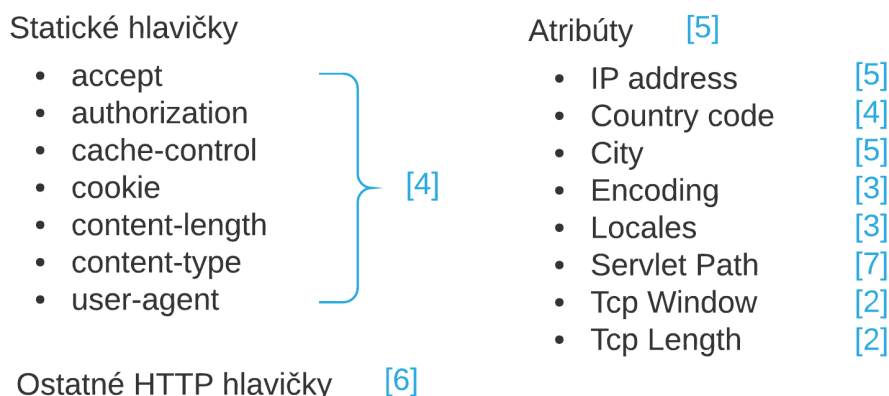 Statické hlavičky
• accept
• authorization
• cache-control
• cookie
• content-length
• content-type
• user-agent
[4]
Ostatné HTTP hlavičky [6]
Atribúty [5]
• IP address [5]
• Country code [4]
• City [5]
• Encoding [3]
• Locales [3]
• Servlet Path [7]
• Tcp Window [2]
• Tcp Length [2]